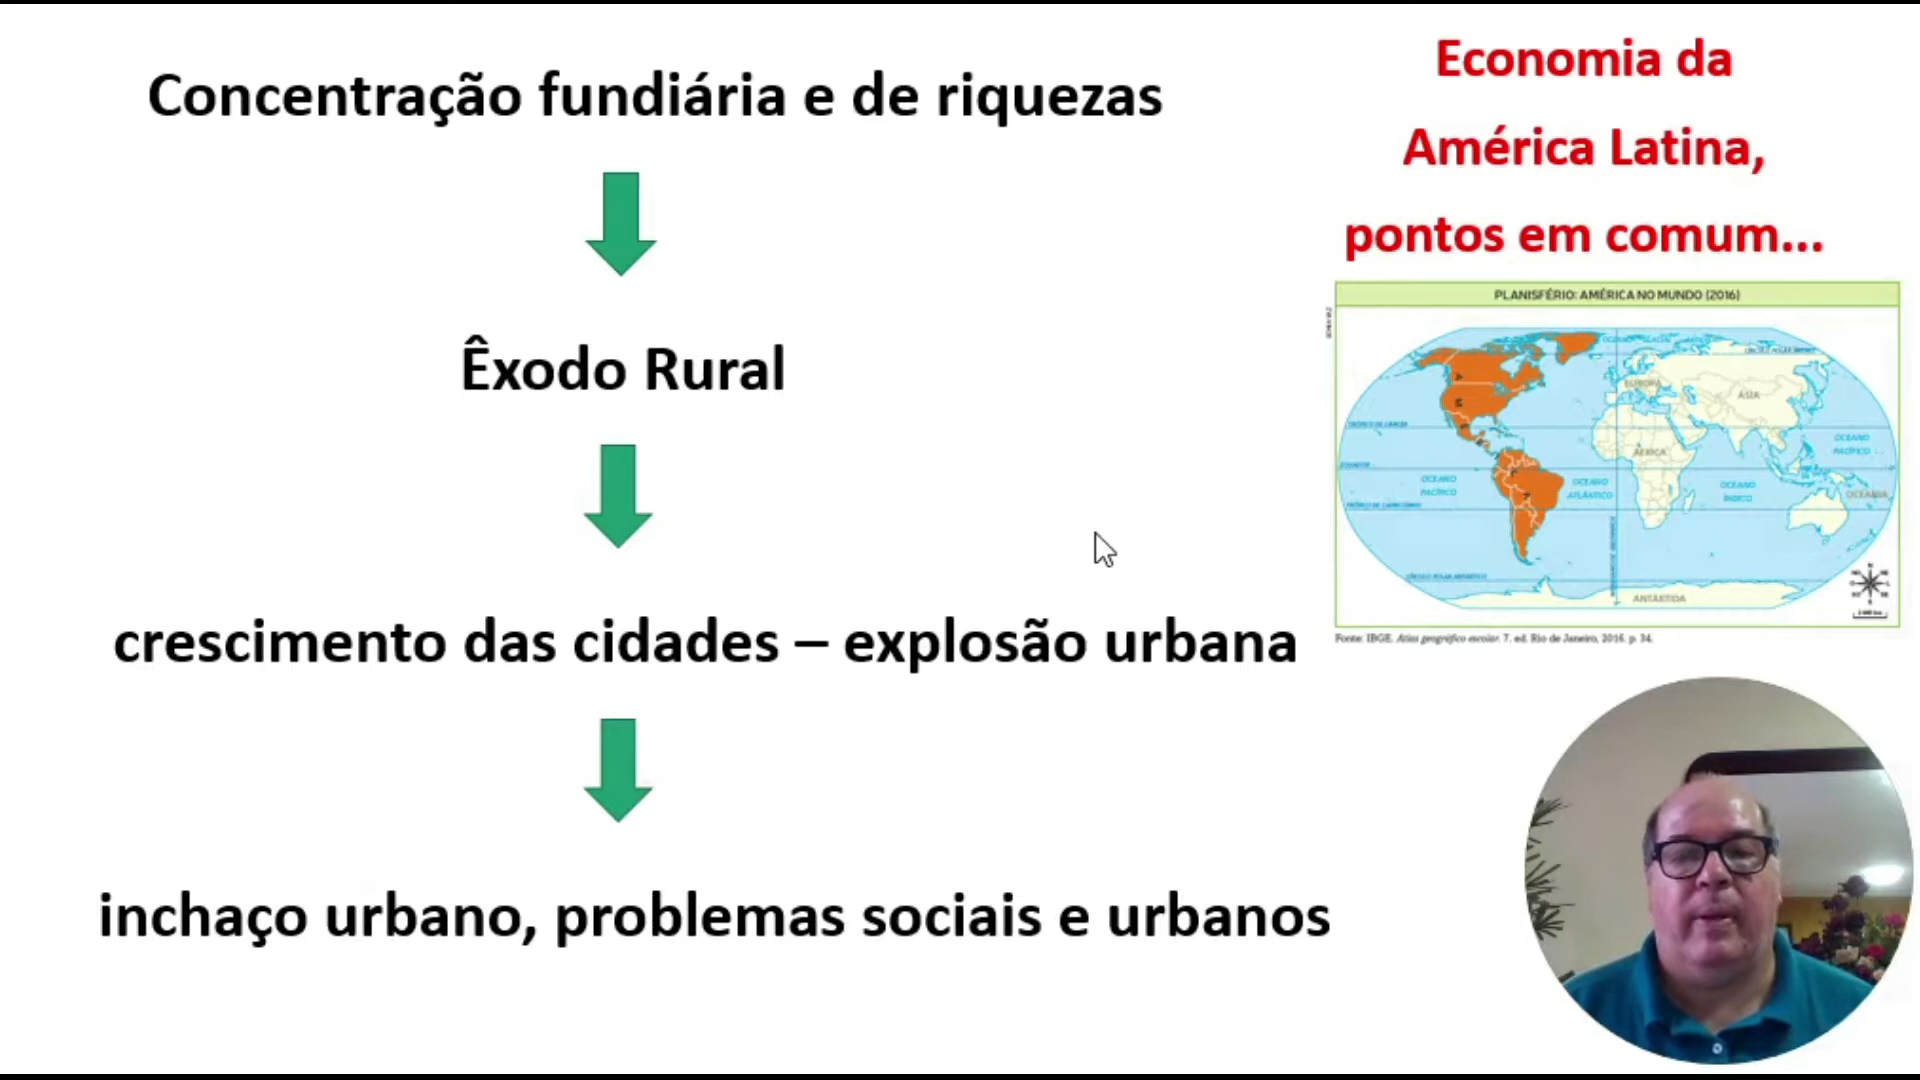 Concentração fundiária e de riquezas
Êxodo Rural
crescimento das cidades – explosão urbana
inchaço urbano, problemas sociais e urbanos
Economia da
América Latina,
pontos em comum...
PLANISFÉRIO: AMÉRICA NO MUNDO (2016)
EUROPA
ÁSIA
ÁFRICA
OCEANO
PACÍFICO
OCEANO
PACÍFICO
OCEANO
ATLÂNTICO
OCEANO
ÍNDICO
OCEANIA
ANTÁRTIDA
Fonte: IBGE. Atlas geográfico escolar. 7. ed. Rio de Janeiro, 2016. p. 34.